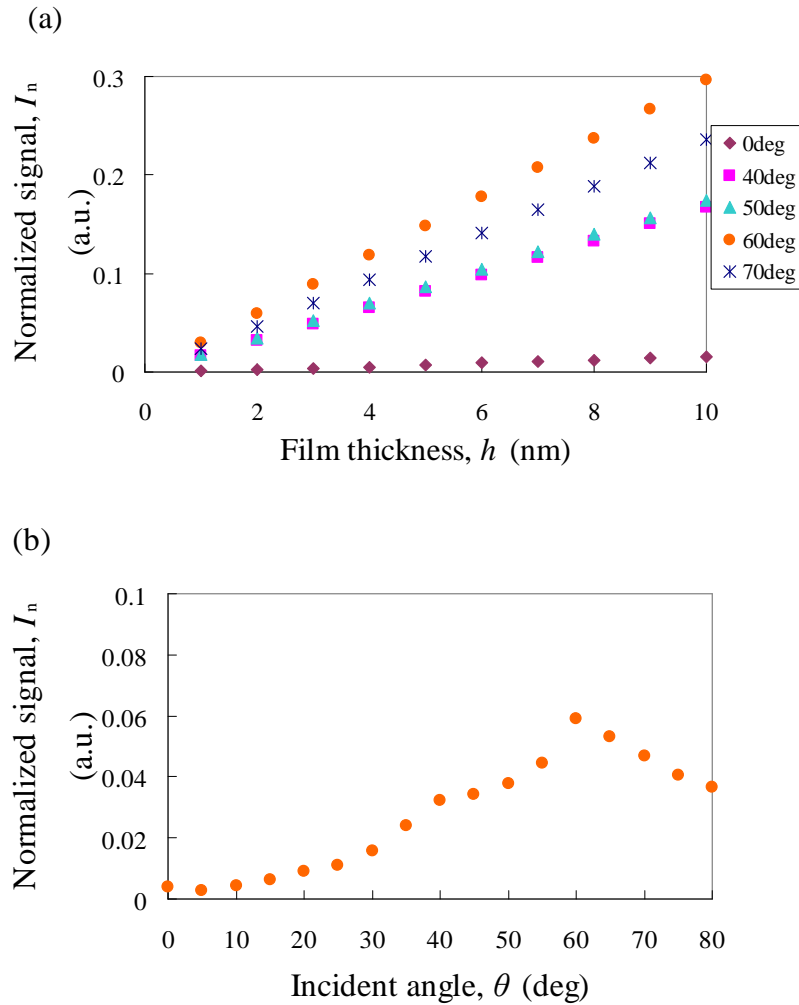 (a)
Normalized signal, In
(a.u.)
0.3
0.2
0.1
0
0 2 4 6 8 10
Film thickness, h (nm)
0deg
40deg
50deg
60deg
70deg
(b)
Normalized signal, In
(a.u.)
0.1
0.08
0.06
0.04
0.02
0
0 10 20 30 40 50 60 70 80
Incident angle, θ (deg)